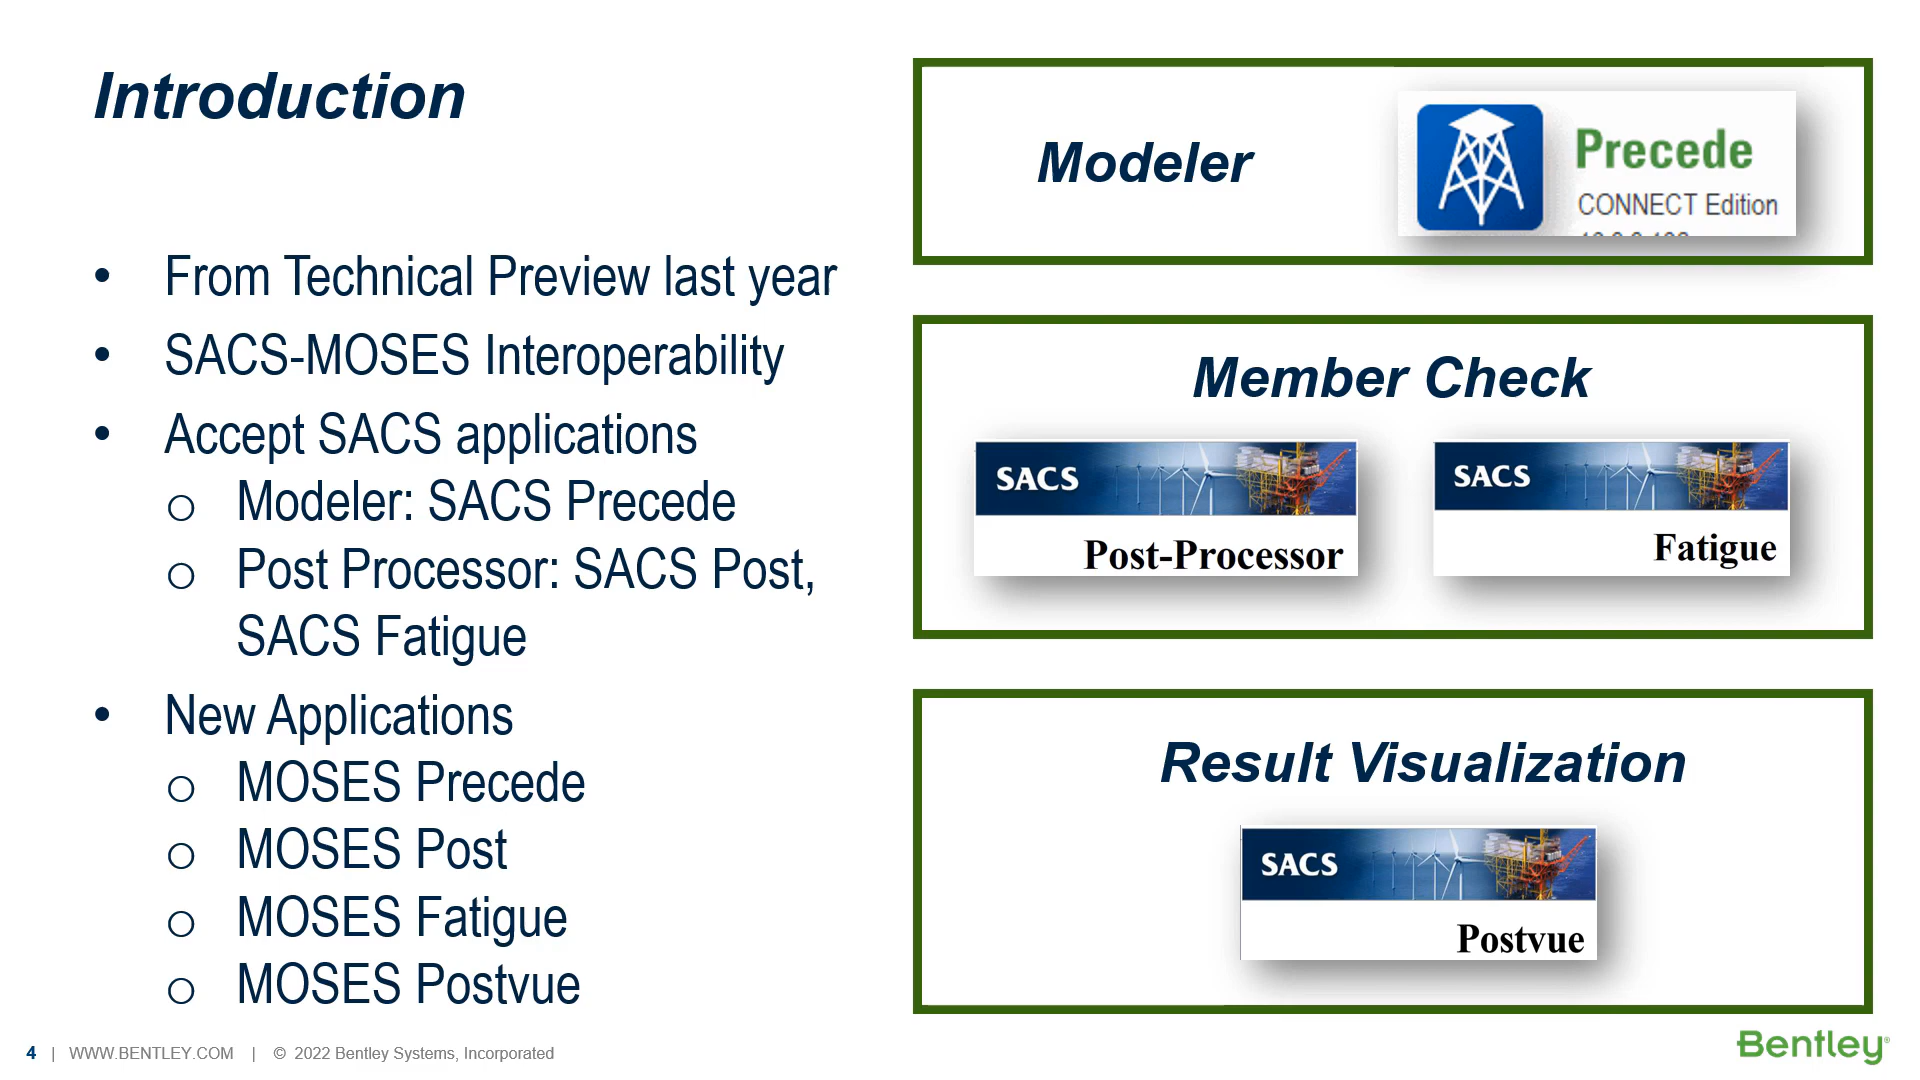 Introduction
• From Technical Preview last year
• SACS-MOSES Interoperability
• Accept SACS applications
o Modeler: SACS Precede
o Post Processor: SACS Post,
SACS Fatigue
• New Applications
o MOSES Precede
o MOSES Post
o MOSES Fatigue
o MOSES Postvue
Modeler
Precede
CONNECT Edition
Member Check
SACS
Post-Processor
SACS
Fatigue
Result Visualization
SACS
Postvue
4 | WWW.BENTLEY.COM | © 2022 Bentley Systems, Incorporated
Bentley®